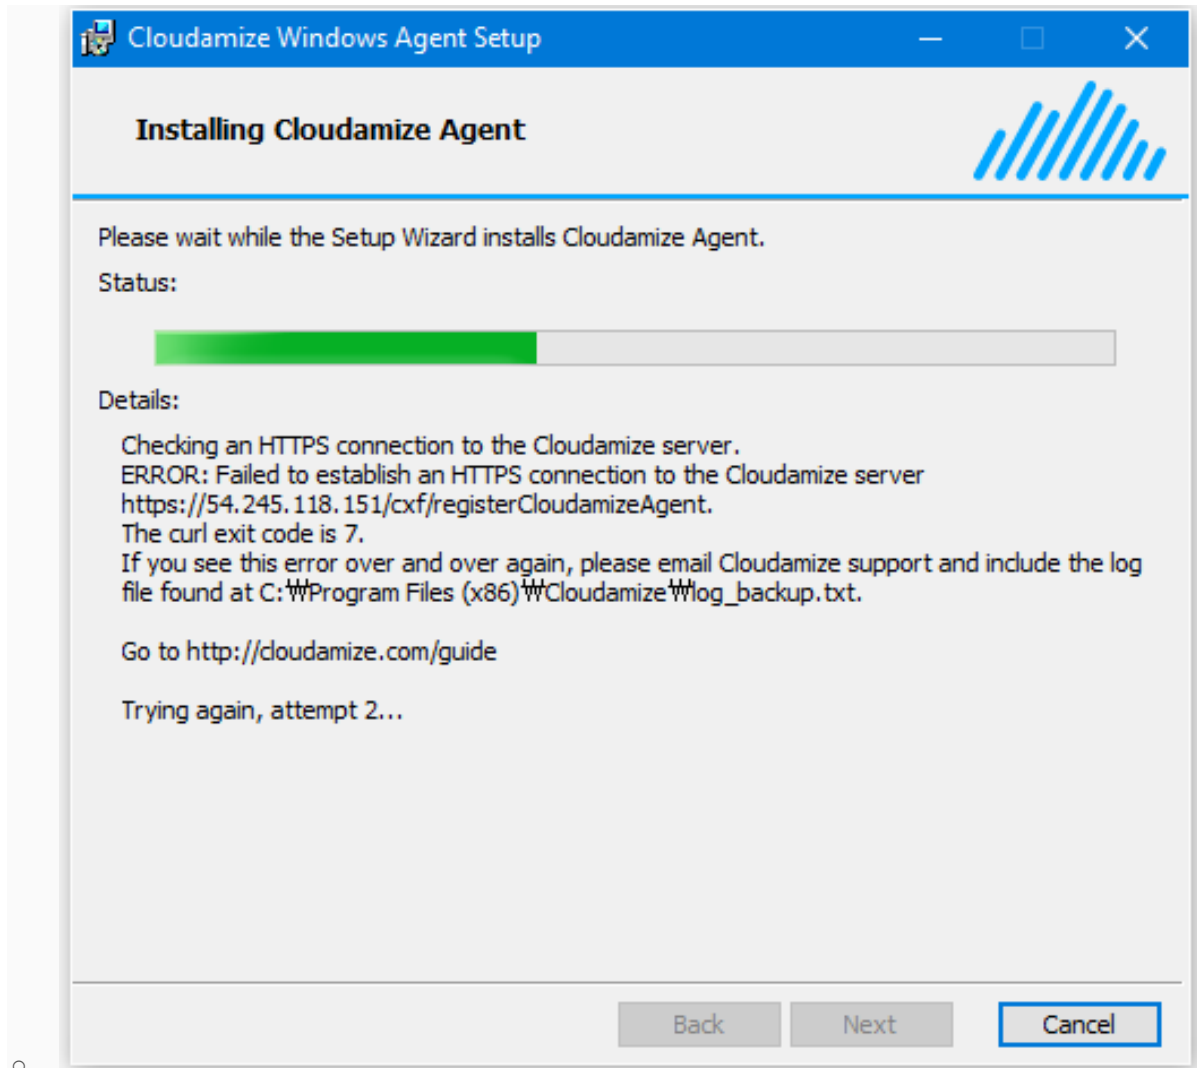 Cloudamize Windows Agent Setup
Installing Cloudamize Agent
Please wait while the Setup Wizard installs Cloudamize Agent.
Status:
Details:
Checking an HTTPS connection to the Cloudamize server.
ERROR: Failed to establish an HTTPS connection to the Cloudamize server
https://54.245.118.151/cxf/registerCloudamizeAgent.
The curl exit code is 7.
If you see this error over and over again, please email Cloudamize support and include the log
file found at C:₩Program Files (x86)₩Cloudamize₩log_backup.txt.
Go to http://cloudamize.com/guide
Trying again, attempt 2...
Back
Next
Cancel